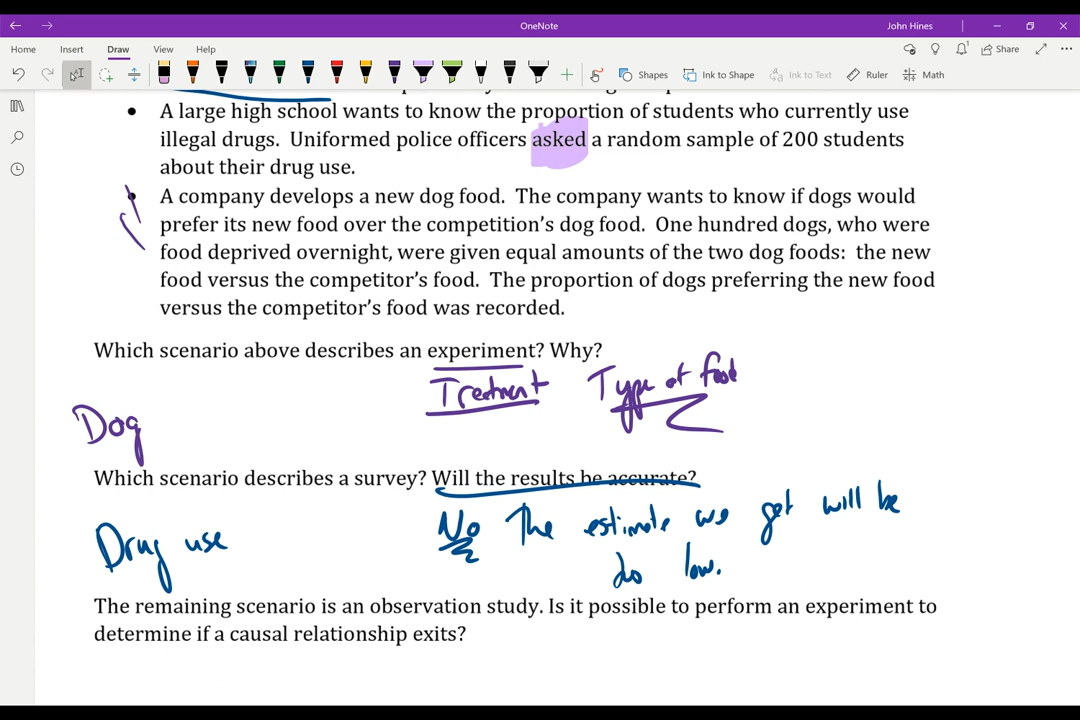 OneNote
John Hines
Home Insert Draw View Help
Share
Shapes Ink to Shape Ink to Text Ruler Math
• A large high school wants to know the proportion of students who currently use
illegal drugs. Uniformed police officers asked a random sample of 200 students
about their drug use.
• A company develops a new dog food. The company wants to know if dogs would
prefer its new food over the competition's dog food. One hundred dogs, who were
food deprived overnight, were given equal amounts of the two dog foods: the new
food versus the competitor's food. The proportion of dogs preferring the new food
versus the competitor's food was recorded.
Which scenario above describes an experiment? Why?
Treatment Type of food
Dog
Which scenario describes a survey? Will the results be accurate?
No The estimate we get will be
Drug use
low.
The remaining scenario is an observation study. Is it possible to perform an experiment to
determine if a causal relationship exits?